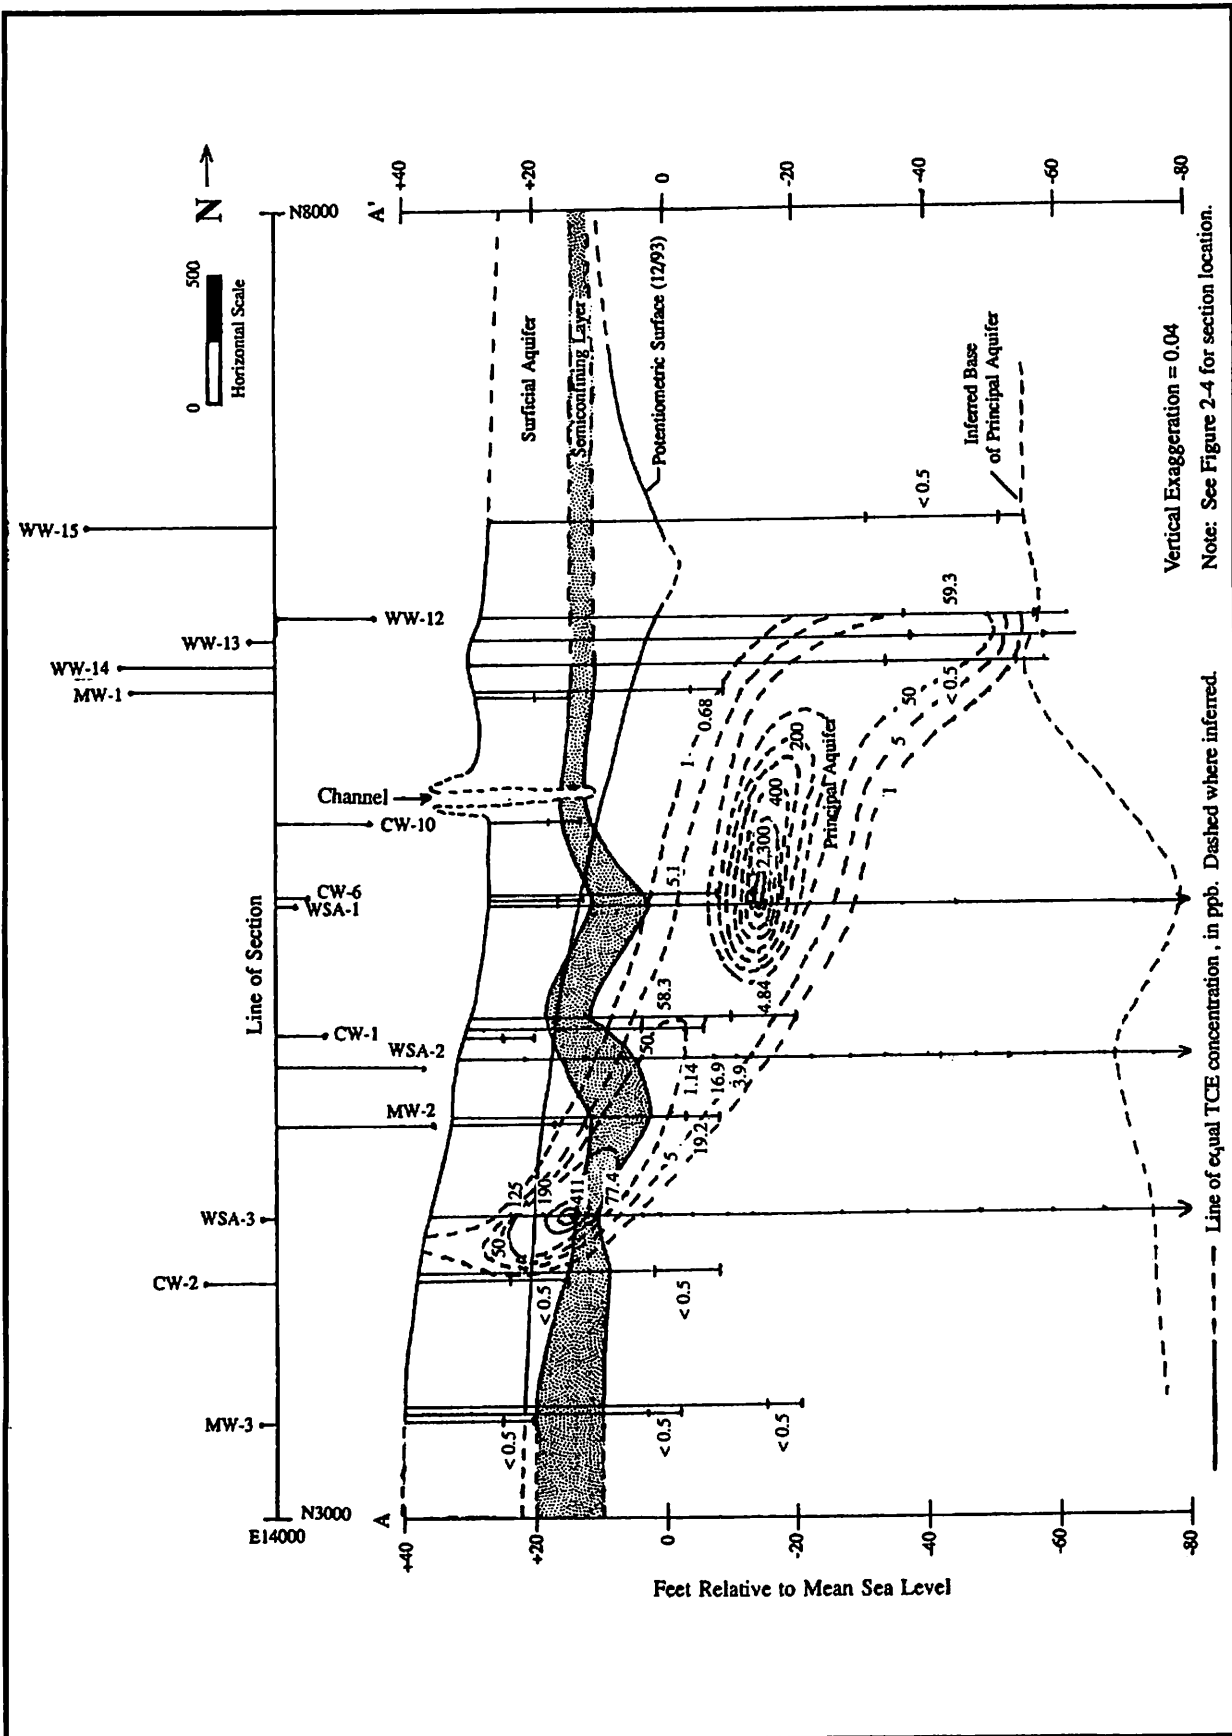 WW-15
WW-12
WW-13
WW-14
MW-1
Channel
CW-10
CW-6
WSA-1
CW-1
WSA-2
MW-2
WSA-3
CW-2
MW-3
Line of Section
N3000
E14000
N8000
N
0 500
Horizontal Scale
A
A'
+40
+20
0
-20
-40
-60
-80
+40
+20
0
-20
-40
-60
-80
Feet Relative to Mean Sea Level
Surficial Aquifer
Semiconfining Layer
Potentiometric Surface (12/93)
Inferred Base
of Principal Aquifer
Principal Aquifer
< 0.5
59.3
0.68
1
50
< 0.5
5
1
200
400
2,300
5.1
58.3
4.84
50
1.14
16.9
3.9
19.2
5
125
190
411
77.4
50
< 0.5
< 0.5
< 0.5
< 0.5
< 0.5
Vertical Exaggeration = 0.04
Note: See Figure 2-4 for section location.
Line of equal TCE concentration , in ppb. Dashed where inferred.